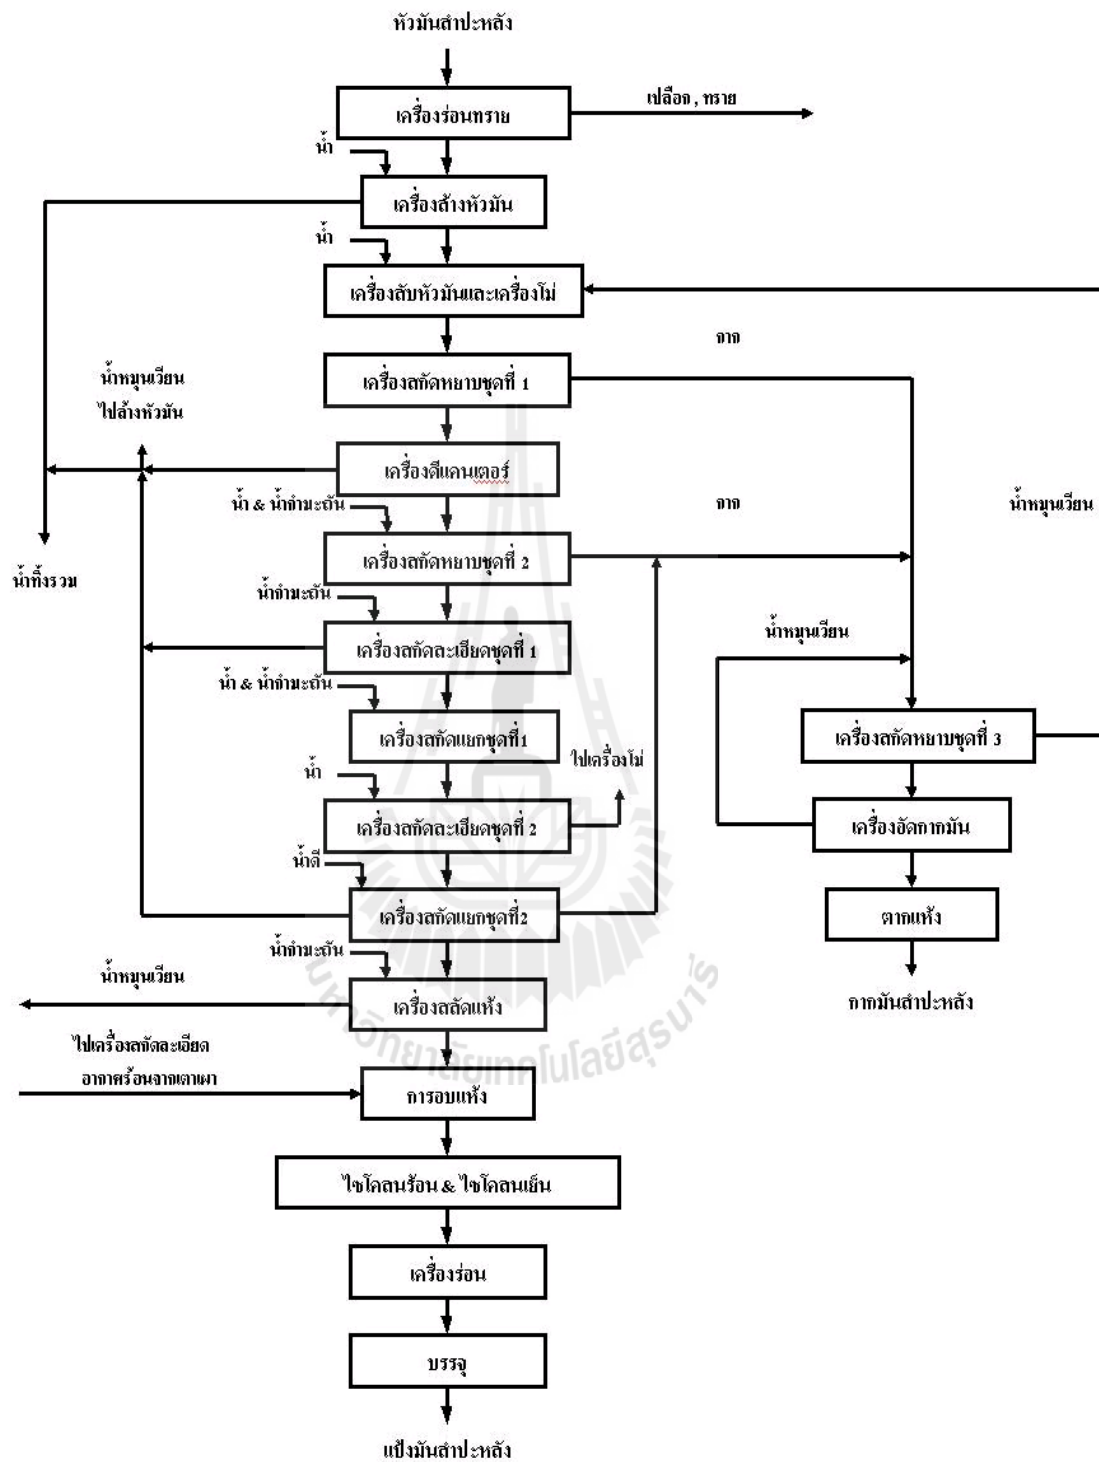 หัวมันสำปะหลัง
เครื่องร่อนทราย
เปลือก , ทราย
น้ำ
เครื่องล้างหัวมัน
น้ำ
เครื่องสับหัวมันและเครื่องโม่
กาก
เครื่องสกัดหยาบชุดที่ 1
น้ำหมุนเวียน
ไปล้างหัวมัน
เครื่องดีแคนเตอร์
น้ำ & น้ำกำมะถัน
กาก
น้ำหมุนเวียน
เครื่องสกัดหยาบชุดที่ 2
น้ำทิ้งรวม
น้ำกำมะถัน
น้ำหมุนเวียน
เครื่องสกัดละเอียดชุดที่ 1
น้ำ & น้ำกำมะถัน
เครื่องสกัดแยกชุดที่1
เครื่องสกัดหยาบชุดที่ 3
ไปเครื่องโม่
น้ำ
เครื่องสกัดละเอียดชุดที่ 2
เครื่องอัดกากมัน
น้ำดี
เครื่องสกัดแยกชุดที่2
ตากแห้ง
น้ำกำมะถัน
น้ำหมุนเวียน
เครื่องสลัดแห้ง
กากมันสำปะหลัง
ไปเครื่องสกัดละเอียด
อากาศร้อนจากเตาเผา
มหาวิทยาลัยเทคโนโลยีสุรนารี
การอบแห้ง
ไซโคลนร้อน & ไซโคลนเย็น
เครื่องร่อน
บรรจุ
แป้งมันสำปะหลัง